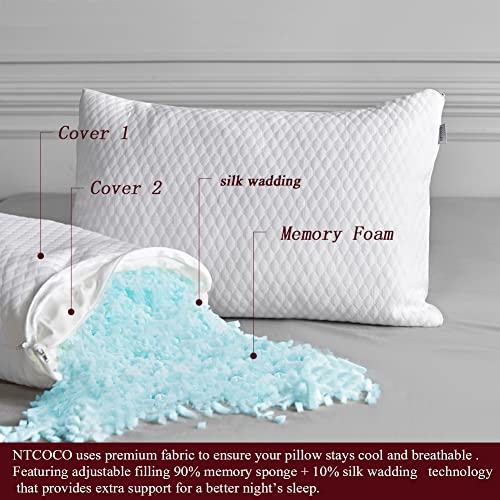 Cover 1
Cover 2
silk wadding
Memory Foam
NTCOCO uses premium fabric to ensure your pillow stays cool and breathable .
Featuring adjustable filling 90% memory sponge + 10% silk wadding technology
that provides extra support for a better night's sleep.